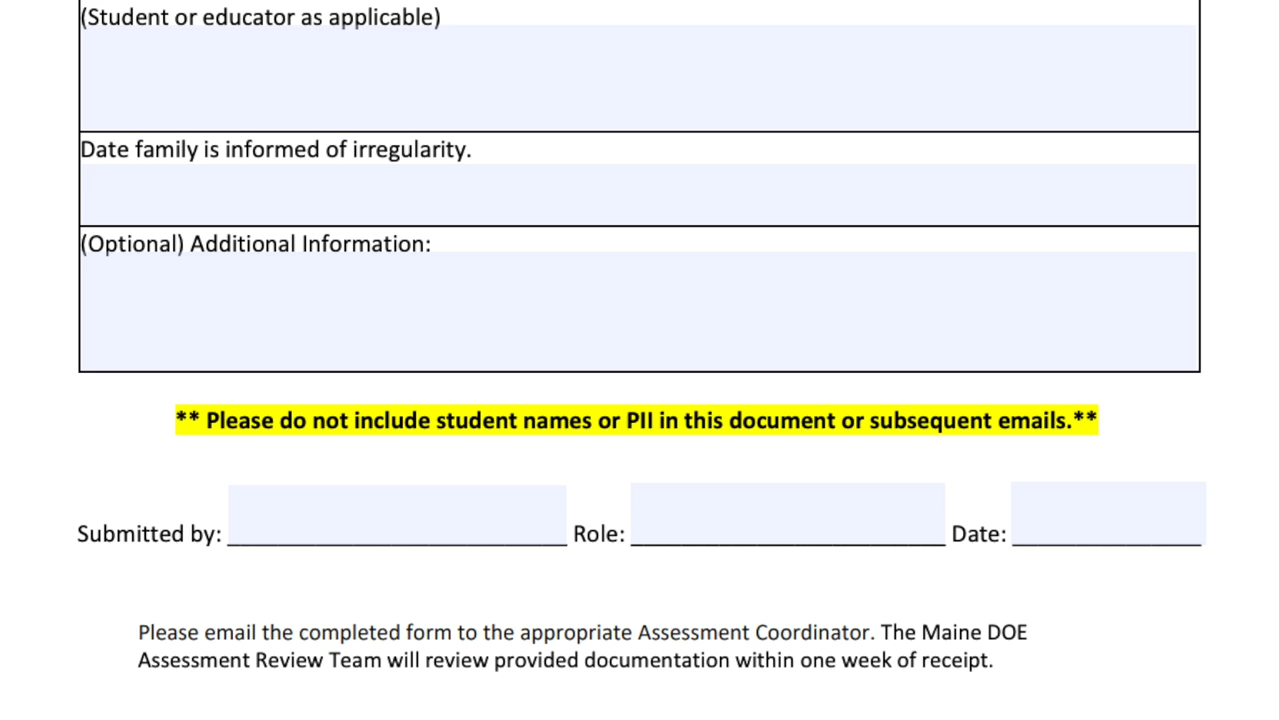 (Student or educator as applicable)
Date family is informed of irregularity.
(Optional) Additional Information:
** Please do not include student names or PII in this document or subsequent emails.**
Submitted by: ____________________________ Role: __________________________ Date: ________________
Please email the completed form to the appropriate Assessment Coordinator. The Maine DOE
Assessment Review Team will review provided documentation within one week of receipt.